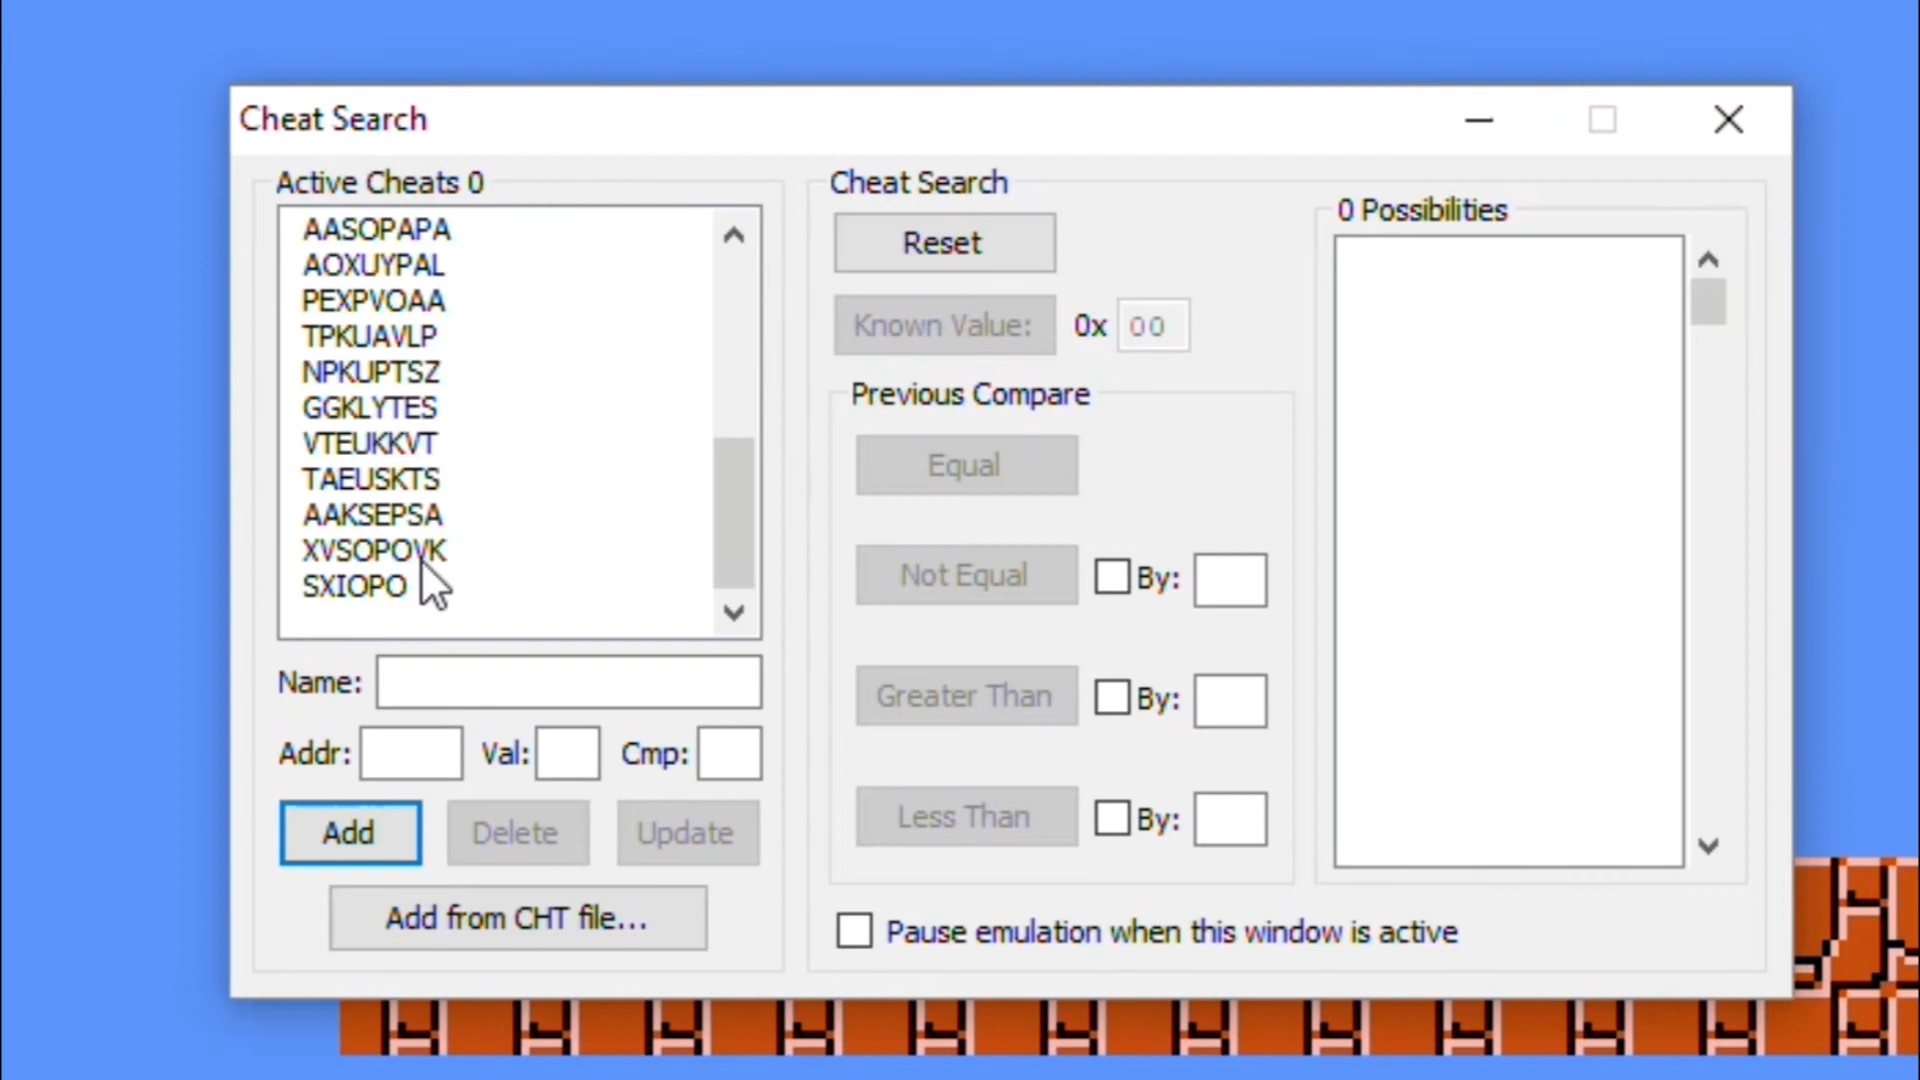 Cheat Search
Active Cheats 0
AASOPAPA
AOXUYPAL
PEXPVOAA
TPKUAVLP
NPKUPTSZ
GGKLYTES
VTEUKKVT
TAEUSKTS
AAKSEPSA
XVSOPOVK
SXIOPO
Name:
Addr: Val: Cmp:
Add Delete Update
Add from CHT file...
Cheat Search
Reset
Known Value: 0x 00
Previous Compare
Equal
Not Equal By:
Greater Than By:
Less Than By:
Pause emulation when this window is active
0 Possibilities